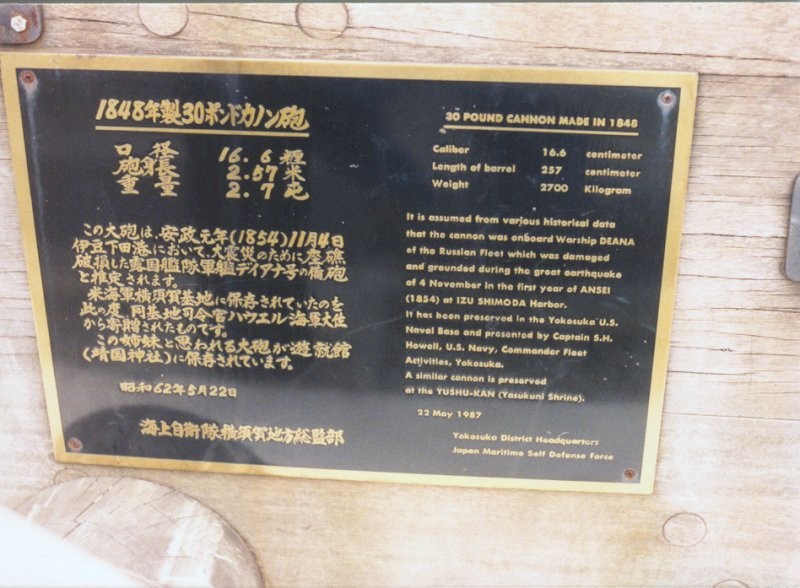 1848年製30ポンドカノン砲
口径 16.6糎
砲身長 2.57米
重量 2.7屯
この大砲は、安政元年(1854)11月4日
伊豆下田港において、大震災のために座礁
破損した露国艦隊軍艦デイアナ号の備砲
と推定されます。
米海軍横須賀基地に保存されていたのを
此の度、同基地司令官ハウエル海軍大佐
から寄贈されたものです。
この姉妹と思われる大砲が遊就館
(靖国神社)に保存されています。
昭和62年5月22日
海上自衛隊横須賀地方総監部
30 POUND CANNON MADE IN 1848
Caliber 16.6 centimeter
Length of barrel 257 centimeter
Weight 2700 Kilogram
It is assumed from various historical data
that the cannon was onboard Warship DEANA
of the Russian Fleet which was damaged
and grounded during the great earthquake
of 4 November in the first year of ANSEI
(1854) at IZU SHIMODA Harbor.
It has been preserved in the Yokosuka U.S.
Naval Base and presented by Captain S.H.
Howell, U.S. Navy, Commander Fleet
Activities, Yokosuka.
A similar cannon is preserved
at the YUSHU-KAN (Yasukuni Shrine).
22 May 1987
Yokosuka District Headquarters
Japan Maritime Self Defense Force